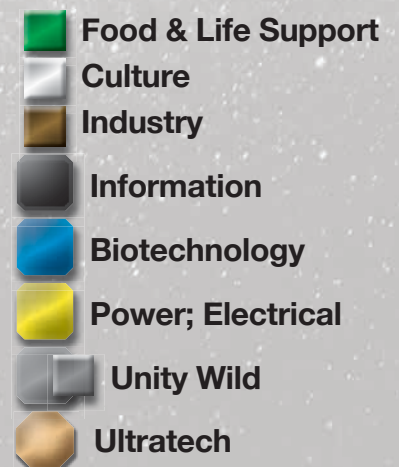 Food & Life Support
Culture
Industry
Information
Biotechnology
Power; Electrical
Unity Wild
Ultratech